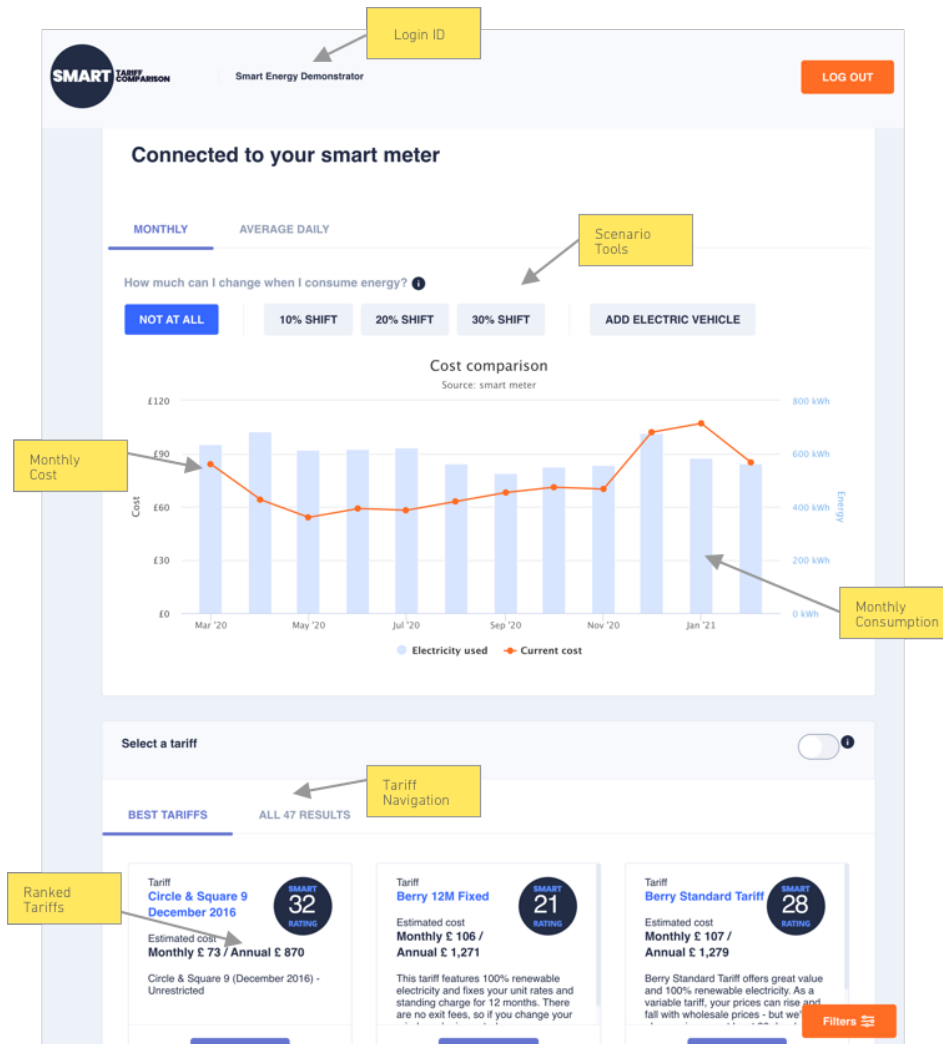 Login ID
SMART TARIFF COMPARISON
Smart Energy Demonstrator
LOG OUT
Connected to your smart meter
MONTHLY
AVERAGE DAILY
Scenario
Tools
How much can I change when I consume energy? i
NOT AT ALL
10% SHIFT
20% SHIFT
30% SHIFT
ADD ELECTRIC VEHICLE
Cost comparison
Source: smart meter
£120
800 kWh
Monthly
Cost
£90
600 kWh
Cost
£60
400 kWh
Energy
£30
200 kWh
£0
0 kWh
Monthly
Consumption
Mar '20
May '20
Jul '20
Sep '20
Nov '20
Jan '21
Electricity used
Current cost
Select a tariff
i
Tariff
Navigation
BEST TARIFFS
ALL 47 RESULTS
Ranked
Tariffs
Tariff
Circle & Square 9
December 2016
SMART
32
RATING
Estimated cost
Monthly £ 73 / Annual £ 870
Circle & Square 9 (December 2016) -
Unrestricted
Tariff
Berry 12M Fixed
SMART
21
RATING
Estimated cost
Monthly £ 106 /
Annual £ 1,271
This tariff features 100% renewable
electricity and fixes your unit rates and
standing charge for 12 months. There
are no exit fees, so if you change your
Tariff
Berry Standard Tariff
SMART
28
RATING
Estimated cost
Monthly £ 107 /
Annual £ 1,279
Berry Standard Tariff offers great value
and 100% renewable electricity. As a
variable tariff, your prices can rise and
fall with wholesale prices - but
Filters